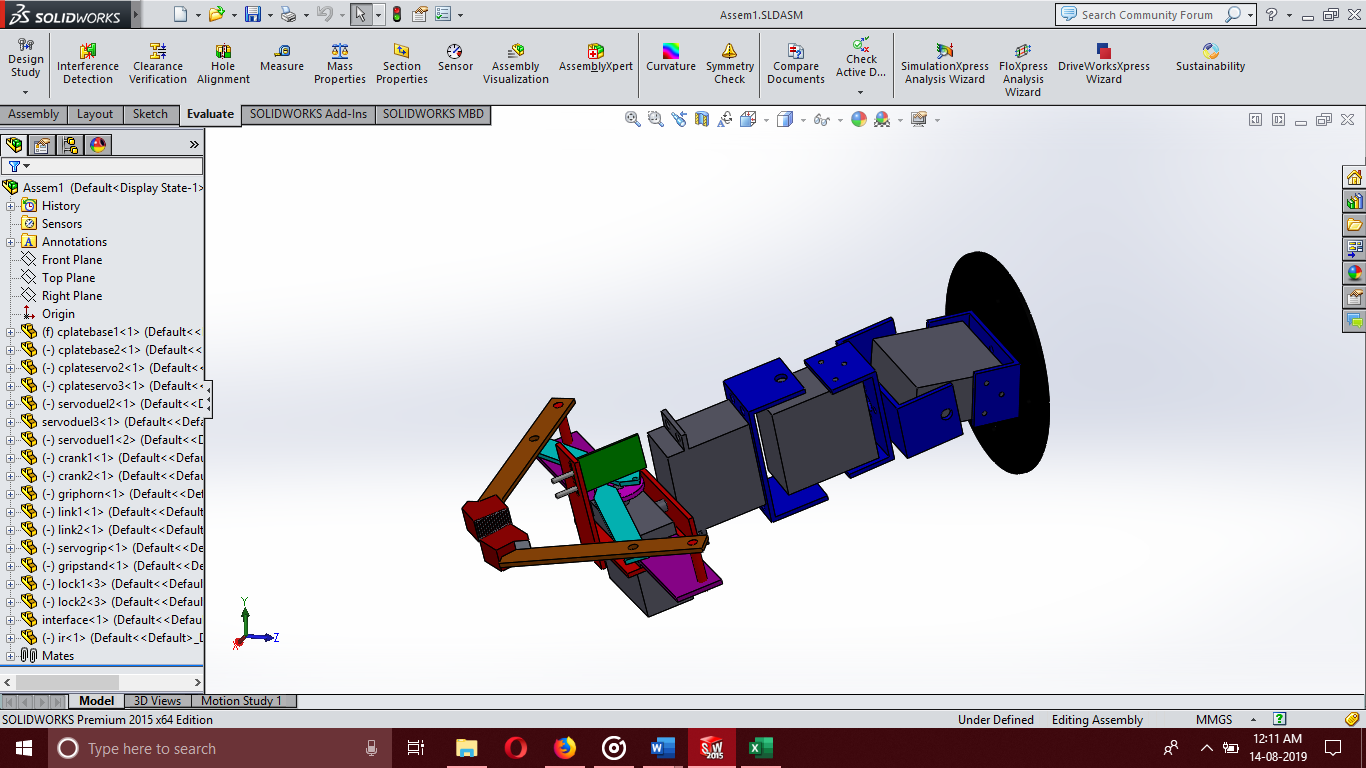 SOLIDWORKS
Assem1.SLDASM
Search Community Forum
Design Study
Interference Detection
Clearance Verification
Hole Alignment
Measure
Mass Properties
Section Properties
Sensor
Assembly Visualization
AssemblyXpert
Curvature
Symmetry Check
Compare Documents
Check Active D...
SimulationXpress Analysis Wizard
FloXpress Analysis Wizard
DriveWorksXpress Wizard
Sustainability
Assembly
Layout
Sketch
Evaluate
SOLIDWORKS Add-Ins
SOLIDWORKS MBD
Assem1 (Default<Display State-1>
History
Sensors
Annotations
Front Plane
Top Plane
Right Plane
Origin
(f) cplatebase1<1> (Default<<
(-) cplatebase2<1> (Default<<
(-) cplateservo2<1> (Default<
(-) cplateservo3<1> (Default<
(-) servoduel2<1> (Default<<D
servoduel3<1> (Default<<De
(-) servoduel1<2> (Default<<D
(-) crank1<1> (Default<<Defau
(-) crank2<1> (Default<<Defau
(-) griphorn<1> (Default<<Def
(-) link1<1> (Default<<Default
(-) link2<1> (Default<<Default
(-) servogrip<1> (Default<<De
(-) gripstand<1> (Default<<De
(-) lock1<3> (Default<<Defaul
(-) lock2<3> (Default<<Defaul
interface<1> (Default<<Defau
(-) ir<1> (Default<<Default>_D
Mates
Y
Z
X
Model
3D Views
Motion Study 1
SOLIDWORKS Premium 2015 x64 Edition
Under Defined
Editing Assembly
MMGS
Type here to search
SW
2015
12:11 AM
14-08-2019